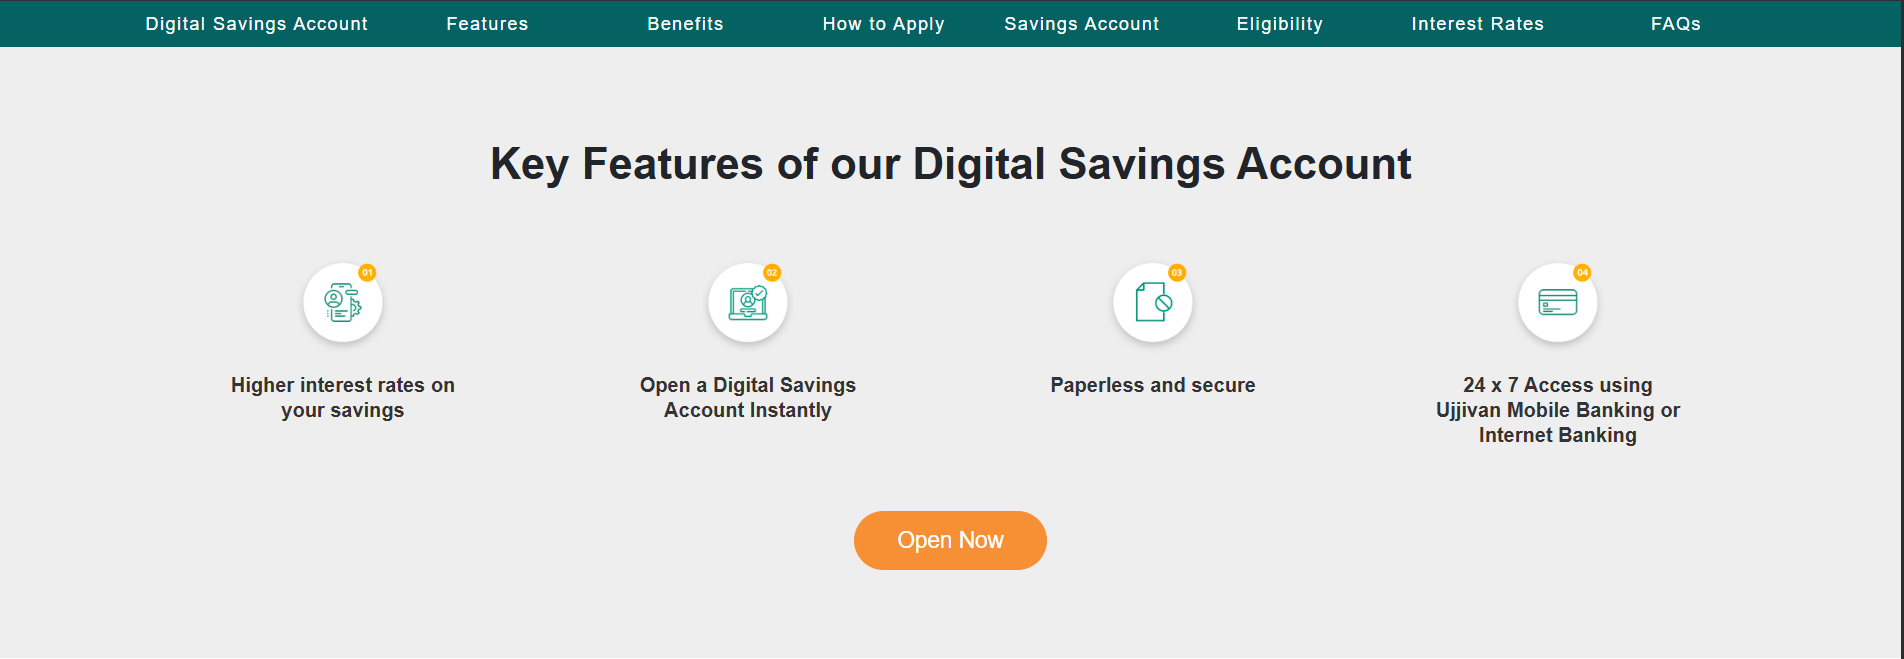 Digital Savings Account Features Benefits How to Apply Savings Account Eligibility Interest Rates FAQs
Key Features of our Digital Savings Account
01
Higher interest rates on
your savings
02
Open a Digital Savings
Account Instantly
03
Paperless and secure
04
24 x 7 Access using
Ujjivan Mobile Banking or
Internet Banking
Open Now